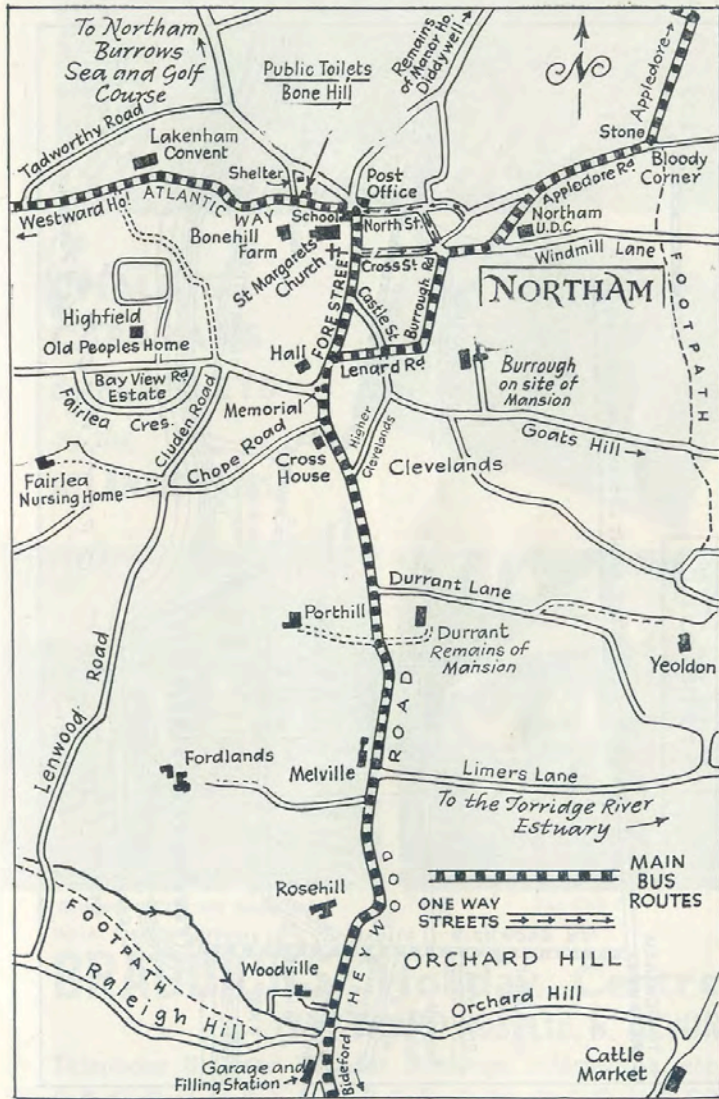 To Northam
Burrows
Sea and Golf
Course
Public Toilets
Bone Hill
Remains
of Manor Ho.
Diddywell
N
Appledore
Tadworthy Road
Lakenham
Convent
Shelter
Post
Office
Stone
Bloody
Corner
Appledore Rd
Westward Ho!
ATLANTIC WAY
School
North St.
Northam
U.D.C.
Bonehill
Farm
St Margarets
Church
Cross St
Windmill Lane
NORTHAM
FOOTPATH
FORE STREET
Castle St
Burrough Rd
Highfield
Old Peoples Home
Hall
Lenard Rd
Burrough
on site of
Mansion
Bay View Rd
Estate
Fairlea Cres.
Cluden Road
Memorial
Higher
Clevelands
Goats Hill
Chope Road
Cross
House
Clevelands
Fairlea
Nursing Home
Durrant Lane
Porthill
Durrant
Remains of
Mansion
Yeoldon
Lenwood Road
Fordlands
Melville
Limers Lane
To the Torridge River
Estuary
HEYWOOD ROAD
MAIN
BUS
ROUTES
Rosehill
ONE WAY
STREETS
ORCHARD HILL
FOOTPATH
Woodville
Raleigh Hill
Orchard Hill
Garage and
Filling Station
Bideford
Cattle
Market